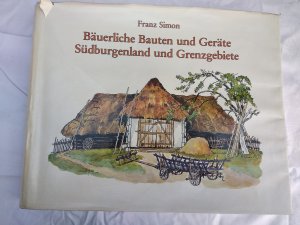 Franz Simon
Bäuerliche Bauten und Geräte
Südburgenland und Grenzgebiete